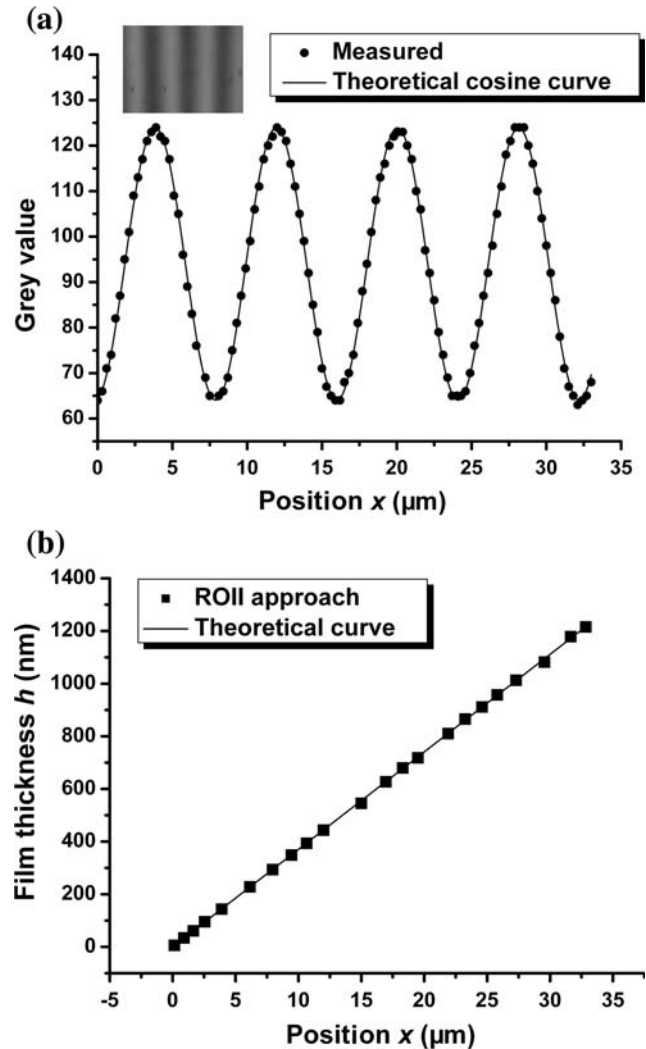 (a)
Measured
Theoretical cosine curve
140
130
120
110
100
90
80
70
60
Grey value
0 5 10 15 20 25 30 35
Position x (µm)
(b)
ROII approach
Theoretical curve
1400
1200
1000
800
600
400
200
0
Film thickness h (nm)
-5 0 5 10 15 20 25 30 35
Position x (µm)